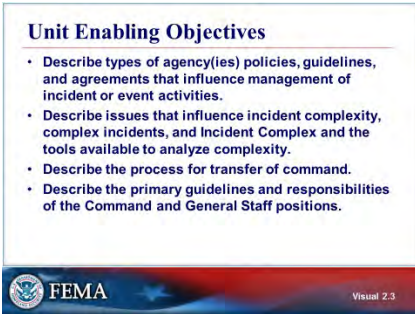 Unit Enabling Objectives
• Describe types of agency(ies) policies, guidelines,
and agreements that influence management of
incident or event activities.
• Describe issues that influence incident complexity,
complex incidents, and Incident Complex and the
tools available to analyze complexity.
• Describe the process for transfer of command.
• Describe the primary guidelines and responsibilities
of the Command and General Staff positions.
FEMA
Visual 2.3